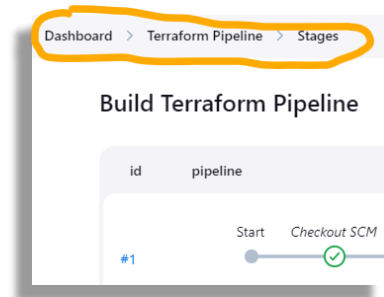 Dashboard > Terraform Pipeline > Stages
Build Terraform Pipeline
id pipeline
Start Checkout SCM
#1